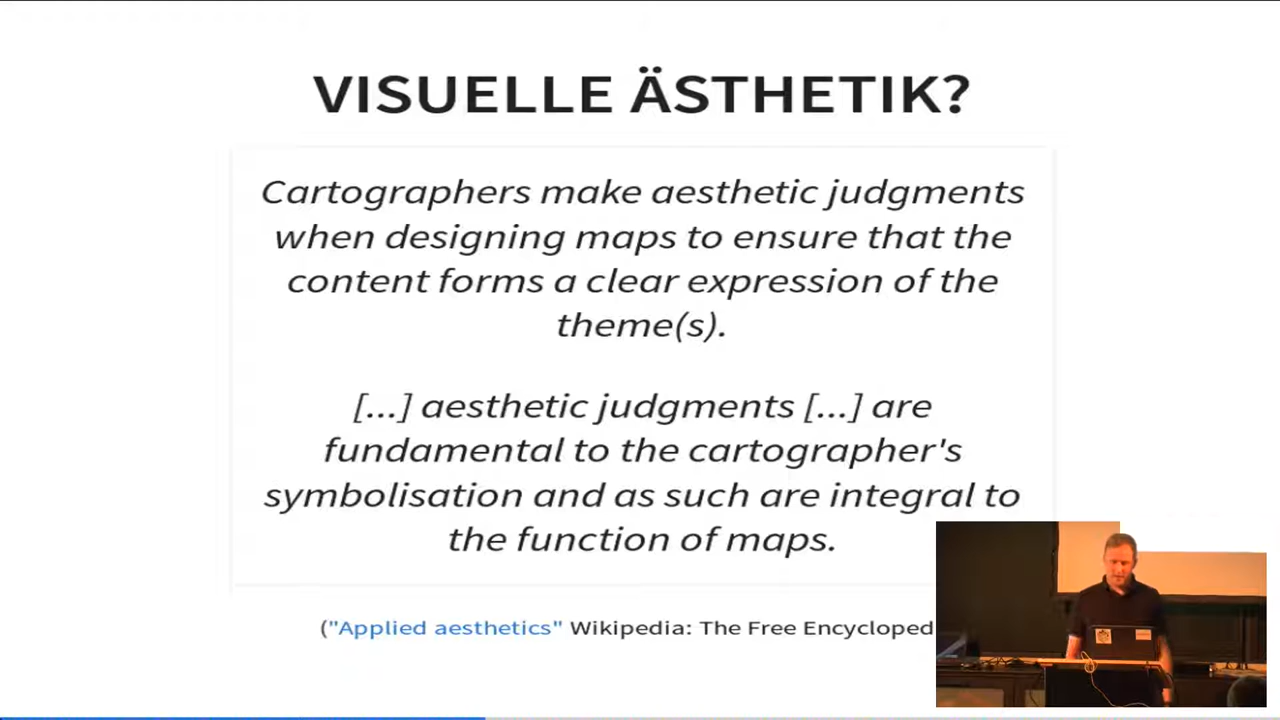 VISUELLE ÄSTHETIK?
Cartographers make aesthetic judgments
when designing maps to ensure that the
content forms a clear expression of the
theme(s).
[...] aesthetic judgments [...] are
fundamental to the cartographer's
symbolisation and as such are integral to
the function of maps.
("Applied aesthetics" Wikipedia: The Free Encycloped